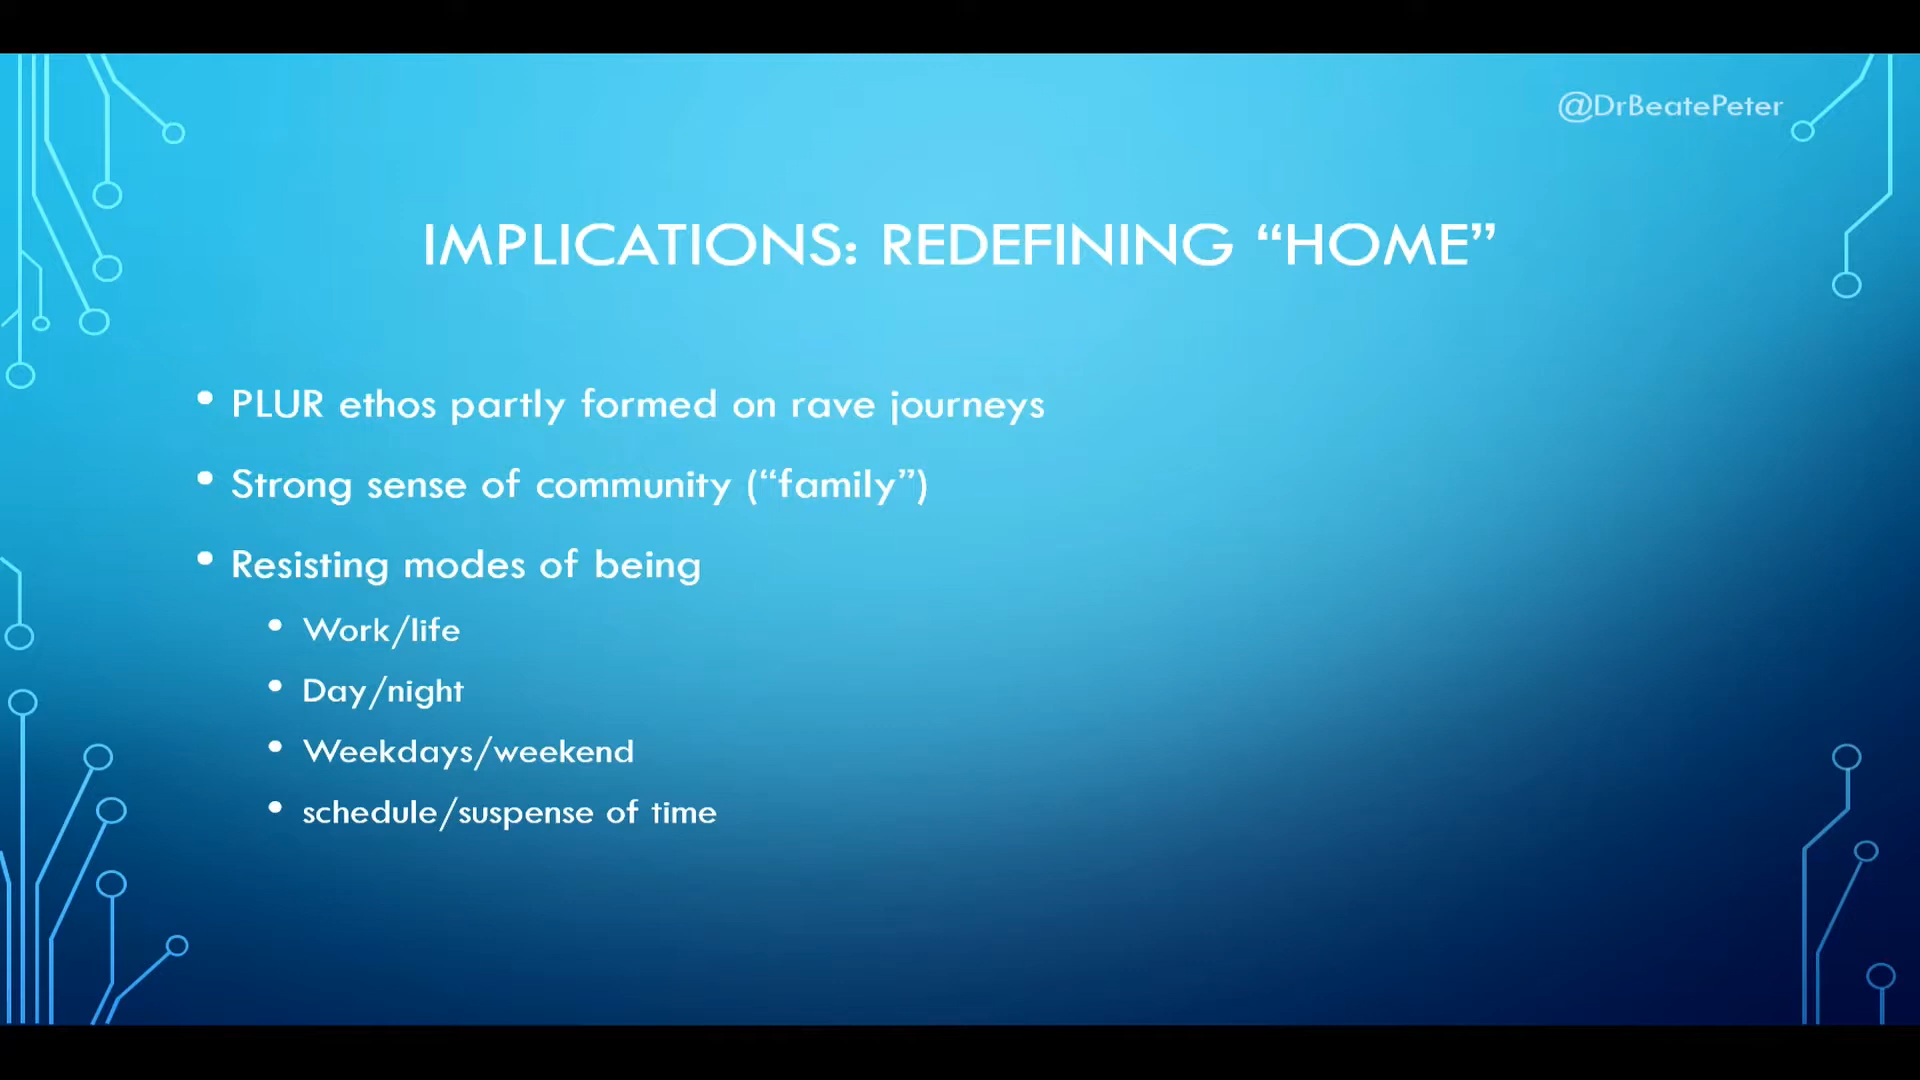 @DrBeatePeter
IMPLICATIONS: REDEFINING “HOME”
• PLUR ethos partly formed on rave journeys
• Strong sense of community (“family”)
• Resisting modes of being
• Work/life
• Day/night
• Weekdays/weekend
• schedule/suspense of time